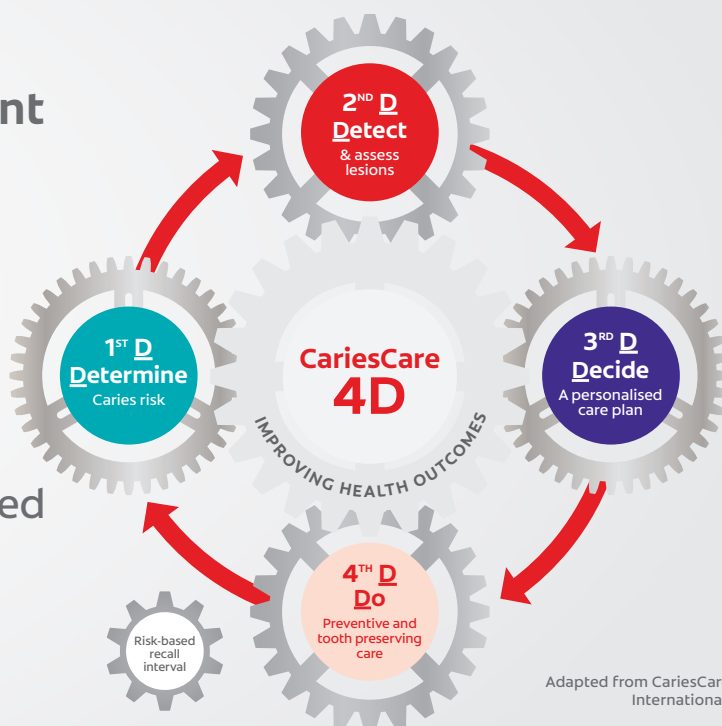 nt
2ND D
Detect
& assess
lesions
1ST D
Determine
Caries risk
CariesCare
4D
IMPROVING HEALTH OUTCOMES
3RD D
Decide
A personalised
care plan
ed
4TH D
Do
Preventive and
tooth preserving
care
Risk-based
recall
interval
Adapted from CariesCar
Internationa